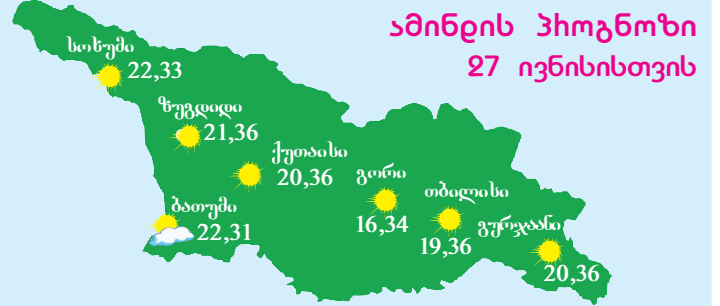 ამინდის პროგნოზი
27 ივნისისთვის
სოხუმი
22,33
ზუგდიდი
21,36
ქუთაისი
20,36
გორი
16,34
თბილისი
19,36
ბათუმი
22,31
გურჯაანი
20,36